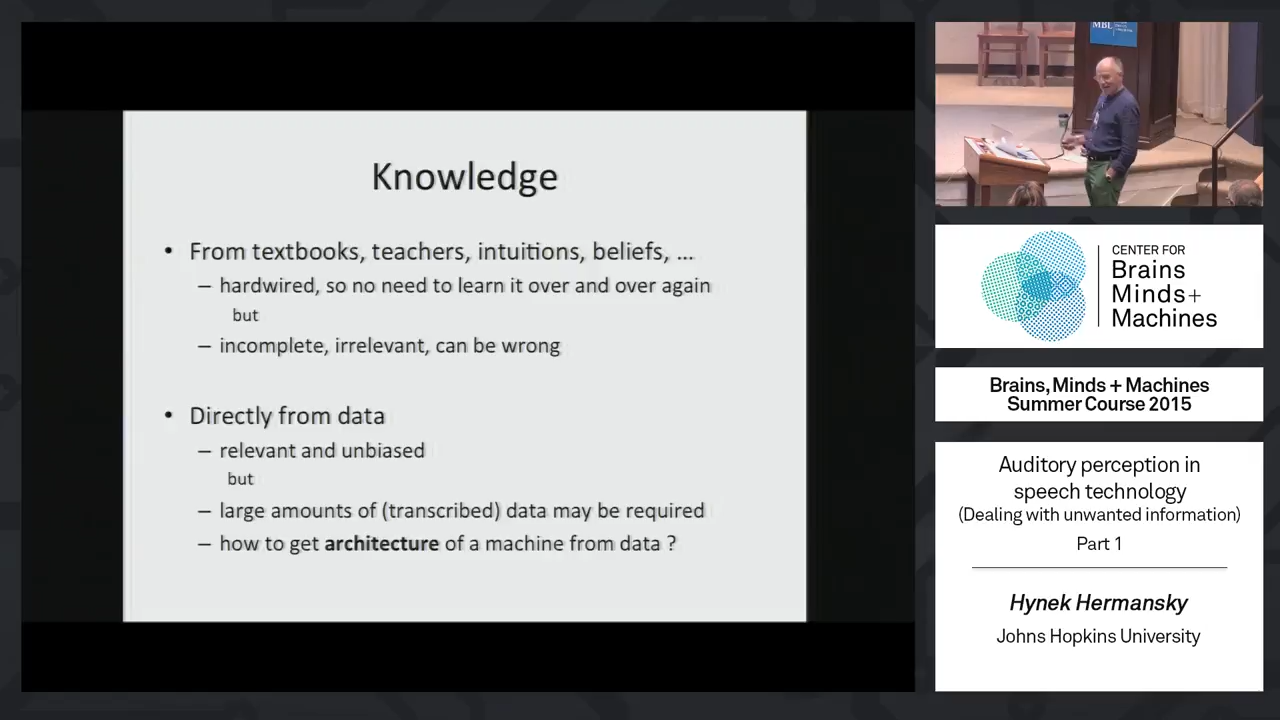 Knowledge
• From textbooks, teachers, intuitions, beliefs, ...
– hardwired, so no need to learn it over and over again
but
– incomplete, irrelevant, can be wrong
• Directly from data
– relevant and unbiased
but
– large amounts of (transcribed) data may be required
– how to get architecture of a machine from data ?
MBL
CENTER FOR
Brains
Minds+
Machines
Brains, Minds + Machines
Summer Course 2015
Auditory perception in
speech technology
(Dealing with unwanted information)
Part 1
Hynek Hermansky
Johns Hopkins University